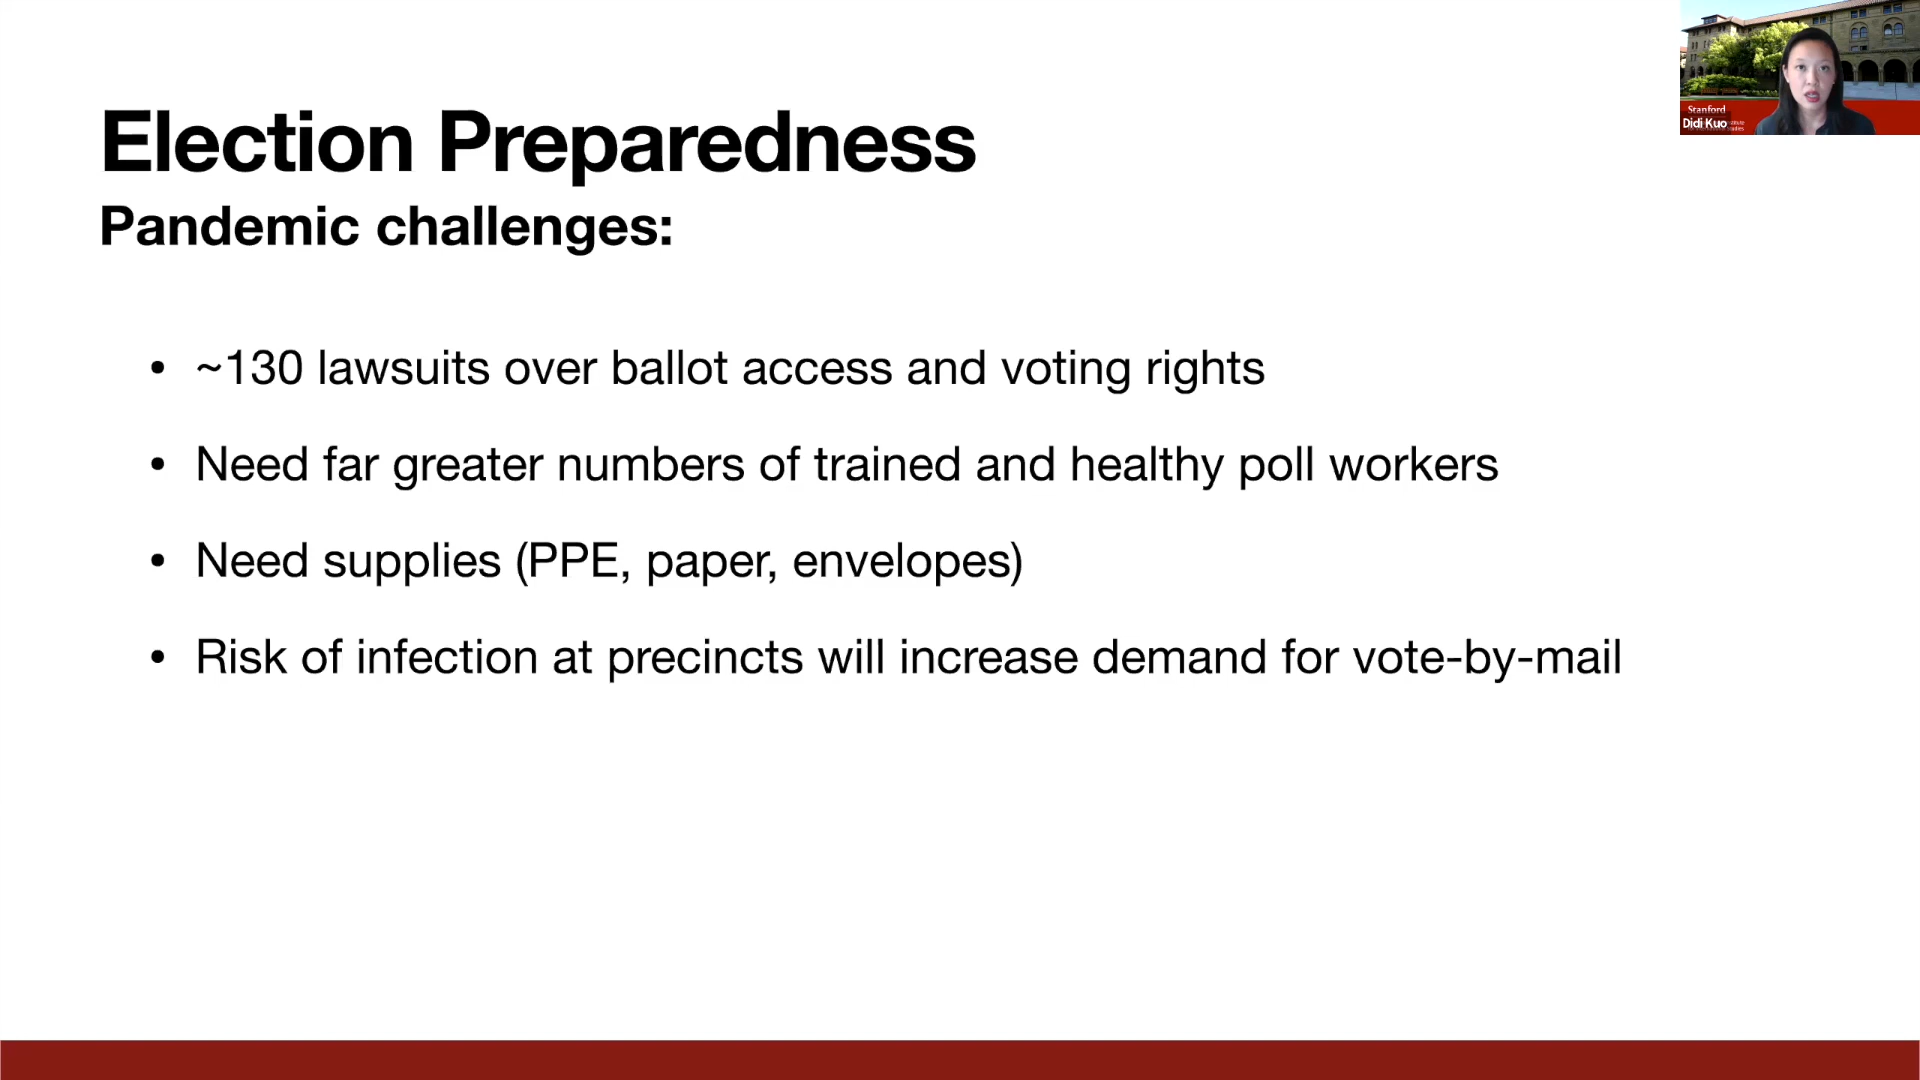 Election Preparedness
Pandemic challenges:
• ~130 lawsuits over ballot access and voting rights
• Need far greater numbers of trained and healthy poll workers
• Need supplies (PPE, paper, envelopes)
• Risk of infection at precincts will increase demand for vote-by-mail
Stanford
Didi Kuo